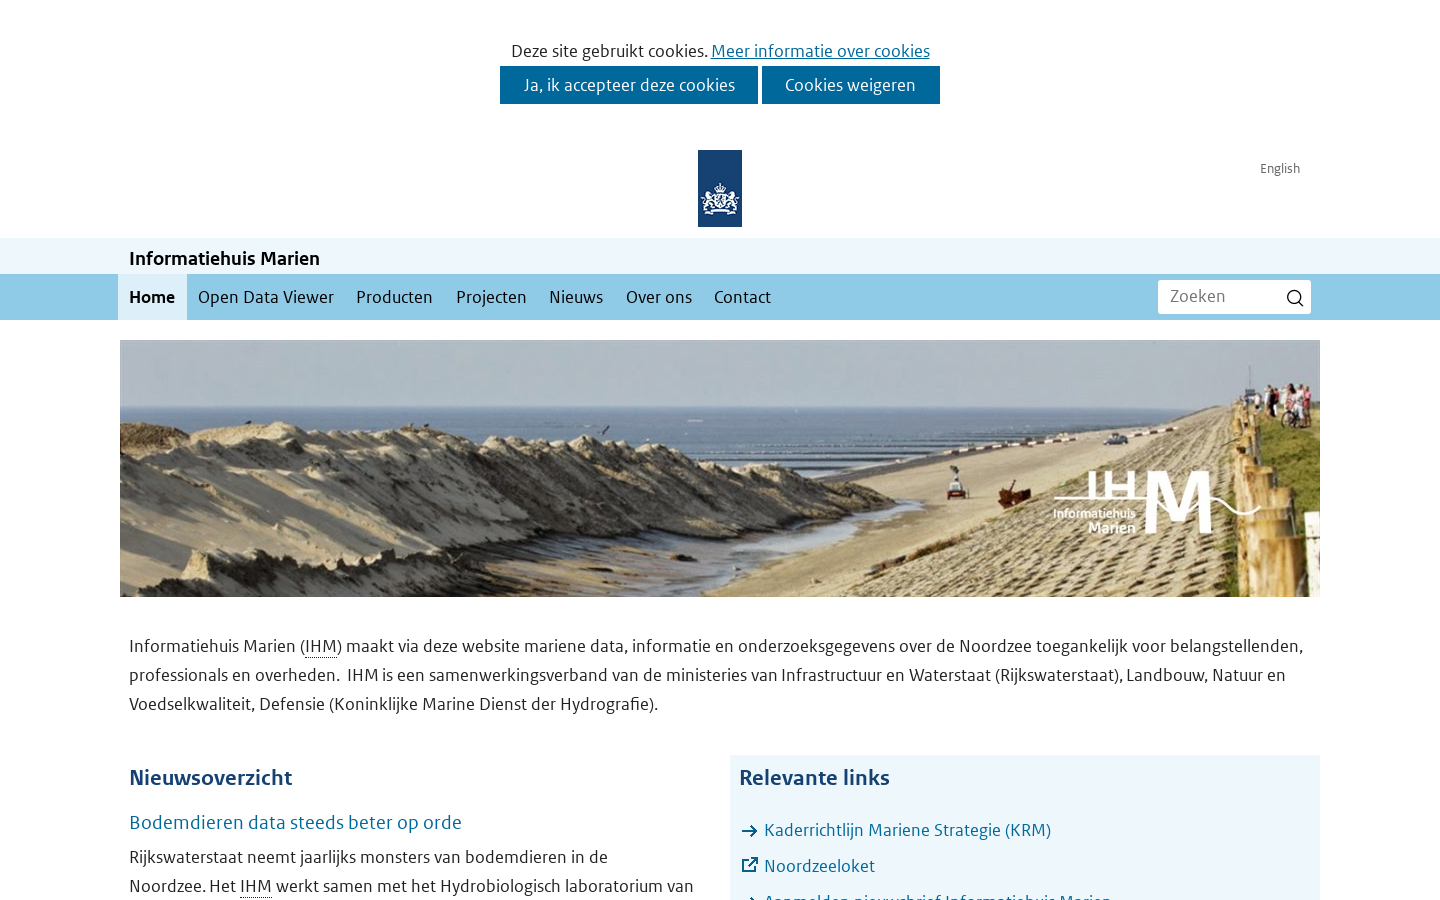 Deze site gebruikt cookies. Meer informatie over cookies
Ja, ik accepteer deze cookies
Cookies weigeren
English
Informatiehuis Marien
Home
Open Data Viewer
Producten
Projecten
Nieuws
Over ons
Contact
Zoeken
IHM
Informatiehuis
Marien
Informatiehuis Marien (IHM) maakt via deze website mariene data, informatie en onderzoeksgegevens over de Noordzee toegankelijk voor belangstellenden,
professionals en overheden.  IHM is een samenwerkingsverband van de ministeries van Infrastructuur en Waterstaat (Rijkswaterstaat), Landbouw, Natuur en
Voedselkwaliteit, Defensie (Koninklijke Marine Dienst der Hydrografie).
Nieuwsoverzicht
Bodemdieren data steeds beter op orde
Rijkswaterstaat neemt jaarlijks monsters van bodemdieren in de
Noordzee. Het IHM werkt samen met het Hydrobiologisch laboratorium van
Relevante links
Kaderrichtlijn Mariene Strategie (KRM)
Noordzeeloket
Aanmelden nieuwsbrief Informatiehuis Marien